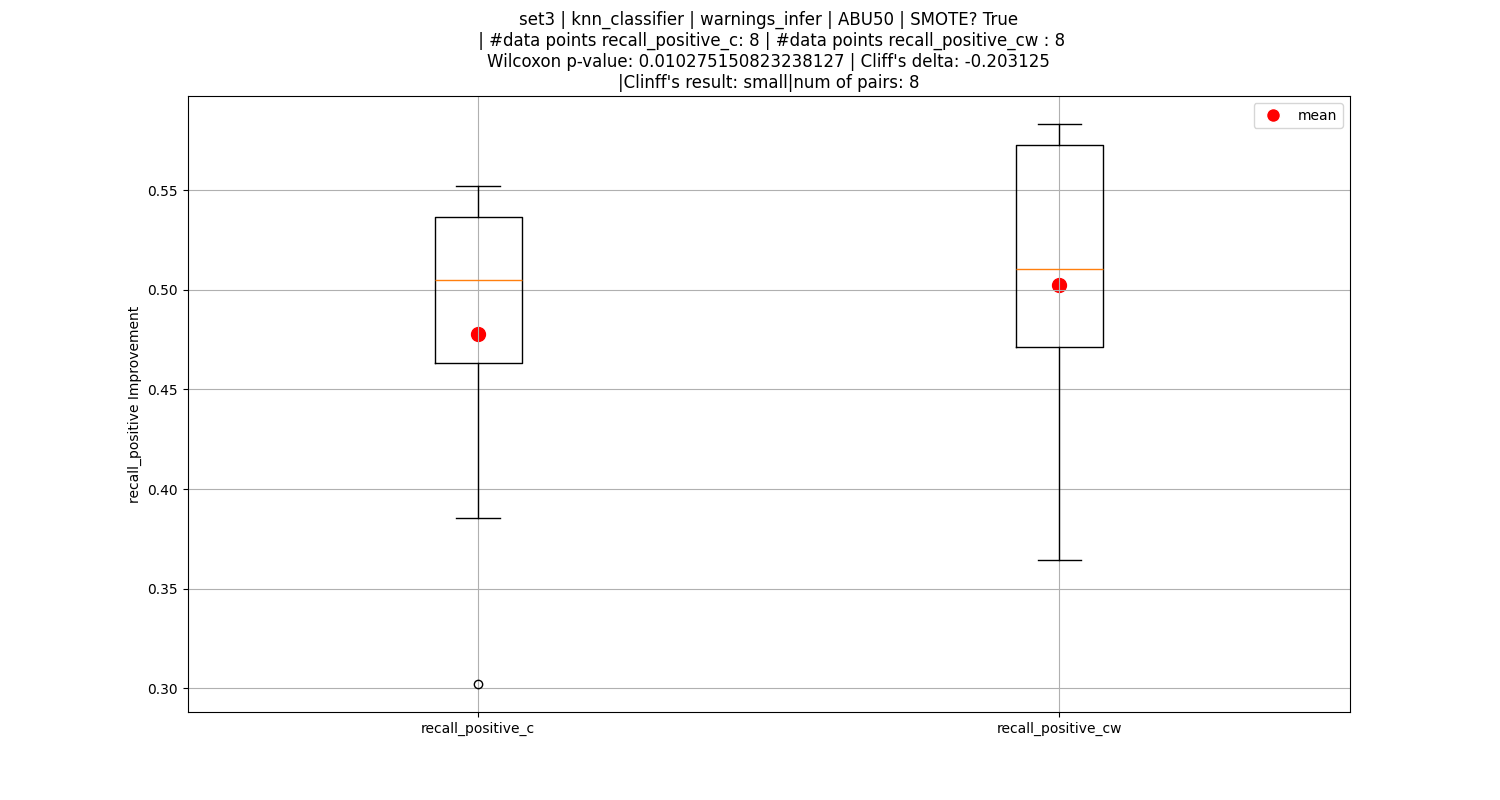 set3 | knn_classifier | warnings_infer | ABU50 | SMOTE? True
| #data points recall_positive_c: 8 | #data points recall_positive_cw : 8
Wilcoxon p-value: 0.010275150823238127 | Cliff's delta: -0.203125
|Clinff's result: small|num of pairs: 8
mean
recall_positive Improvement
0.55
0.50
0.45
0.40
0.35
0.30
recall_positive_c
recall_positive_cw